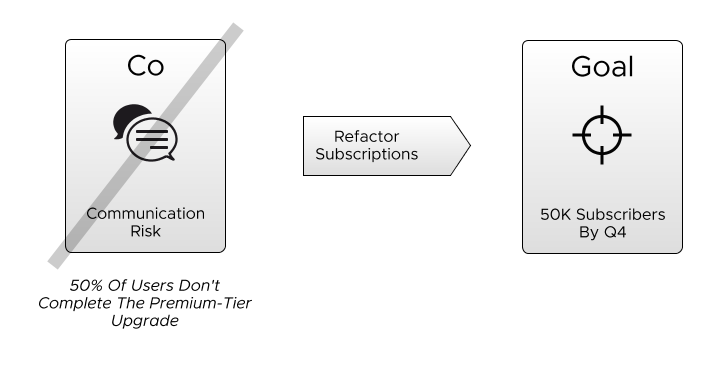 Co
Communication
Risk
50% Of Users Don't
Complete The Premium-Tier
Upgrade
Refactor
Subscriptions
Goal
50K Subscribers
By Q4